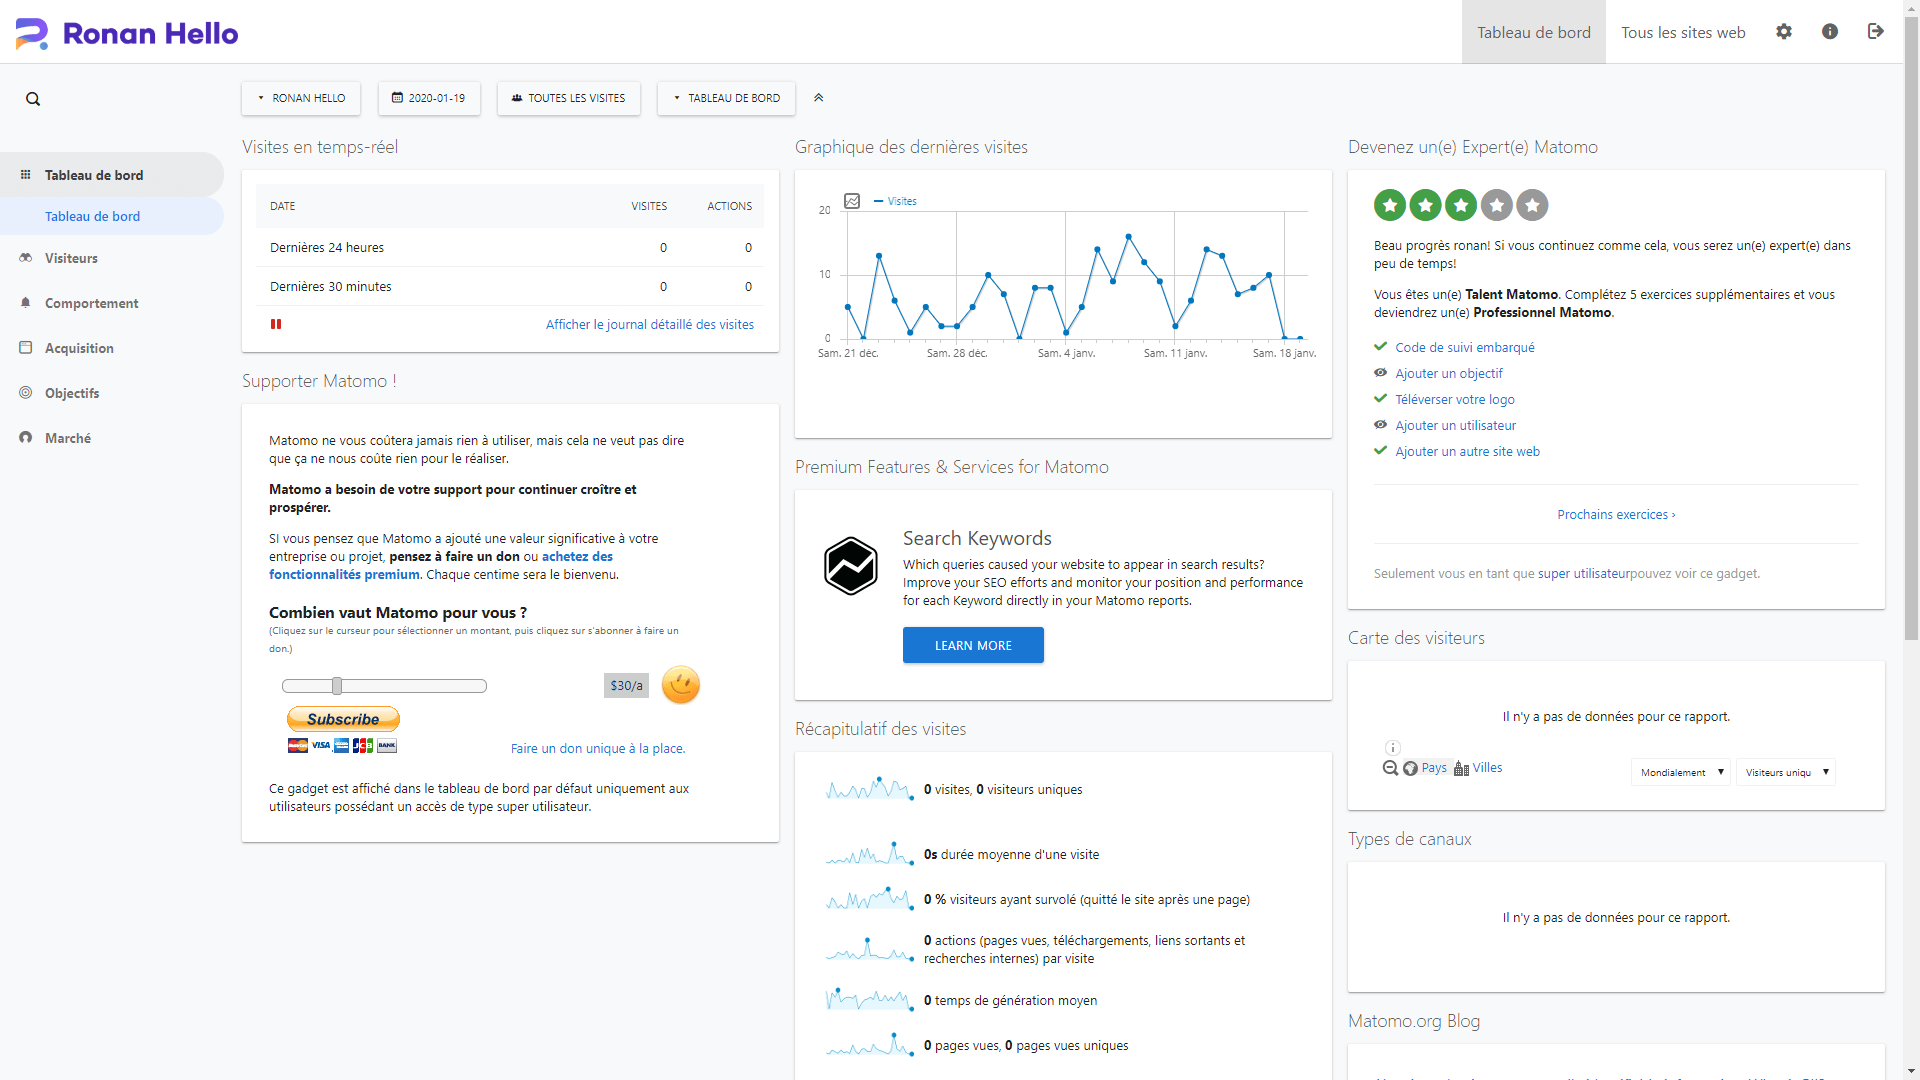 Ronan Hello
Tableau de bord
Tous les sites web
RONAN HELLO
2020-01-19
TOUTES LES VISITES
TABLEAU DE BORD
Tableau de bord
Tableau de bord
Visiteurs
Comportement
Acquisition
Objectifs
Marché
Visites en temps-réel
DATE VISITES ACTIONS
Dernières 24 heures 0 0
Dernières 30 minutes 0 0
Afficher le journal détaillé des visites
Supporter Matomo !
Matomo ne vous coûtera jamais rien à utiliser, mais cela ne veut pas dire
que ça ne nous coûte rien pour le réaliser.
Matomo a besoin de votre support pour continuer croître et
prospérer.
SI vous pensez que Matomo a ajouté une valeur significative à votre
entreprise ou projet, pensez à faire un don ou achetez des
fonctionnalités premium. Chaque centime sera le bienvenu.
Combien vaut Matomo pour vous ?
(Cliquez sur le curseur pour sélectionner un montant, puis cliquez sur s'abonner à faire un
don.)
$30/a
Subscribe
VISA
JCB
BANK
Faire un don unique à la place.
Ce gadget est affiché dans le tableau de bord par défaut uniquement aux
utilisateurs possédant un accès de type super utilisateur.
Graphique des dernières visites
Visites
20
10
0
Sam. 21 déc. Sam. 28 déc. Sam. 4 janv. Sam. 11 janv. Sam. 18 janv.
Premium Features & Services for Matomo
Search Keywords
Which queries caused your website to appear in search results?
Improve your SEO efforts and monitor your position and performance
for each Keyword directly in your Matomo reports.
LEARN MORE
Récapitulatif des visites
0 visites, 0 visiteurs uniques
0s durée moyenne d'une visite
0 % visiteurs ayant survolé (quitté le site après une page)
0 actions (pages vues, téléchargements, liens sortants et
recherches internes) par visite
0 temps de génération moyen
0 pages vues, 0 pages vues uniques
Devenez un(e) Expert(e) Matomo
Beau progrès ronan! Si vous continuez comme cela, vous serez un(e) expert(e) dans
peu de temps!
Vous êtes un(e) Talent Matomo. Complétez 5 exercices supplémentaires et vous
deviendrez un(e) Professionnel Matomo.
Code de suivi embarqué
Ajouter un objectif
Téléverser votre logo
Ajouter un utilisateur
Ajouter un autre site web
Prochains exercices ›
Seulement vous en tant que super utilisateurpouvez voir ce gadget.
Carte des visiteurs
Il n'y a pas de données pour ce rapport.
Pays
Villes
Mondialement
Visiteurs uniqu
Types de canaux
Il n'y a pas de données pour ce rapport.
Matomo.org Blog